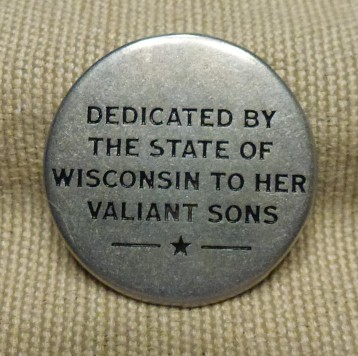 DEDICATED BY
THE STATE OF
WISCONSIN TO HER
VALIANT SONS